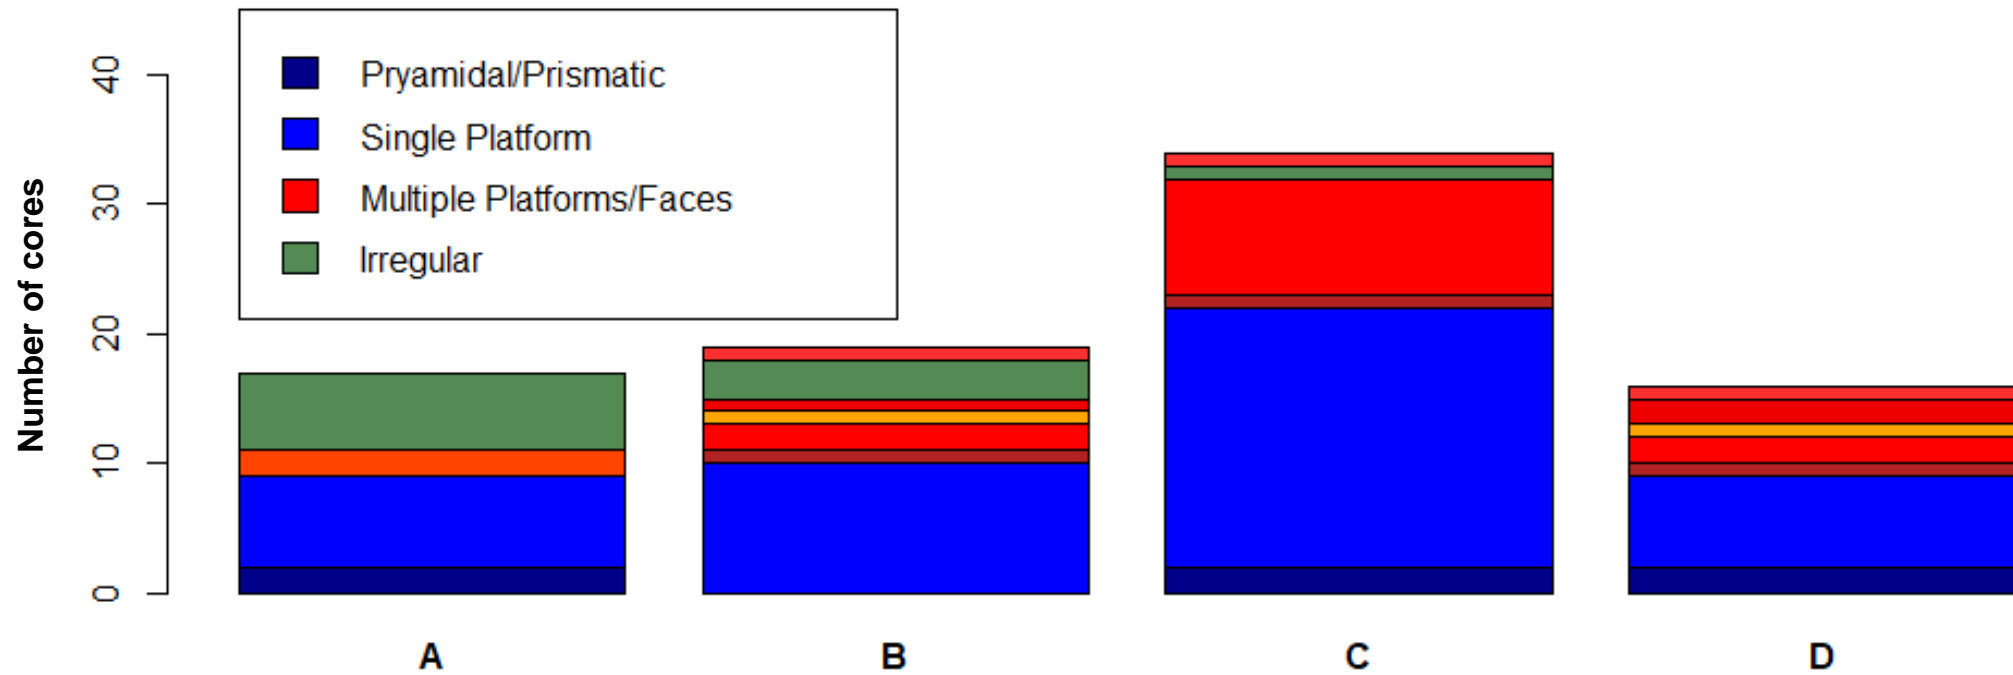 Number of cores
40
30
20
10
0
Pryamidal/Prismatic
Single Platform
Multiple Platforms/Faces
Irregular
A
B
C
D